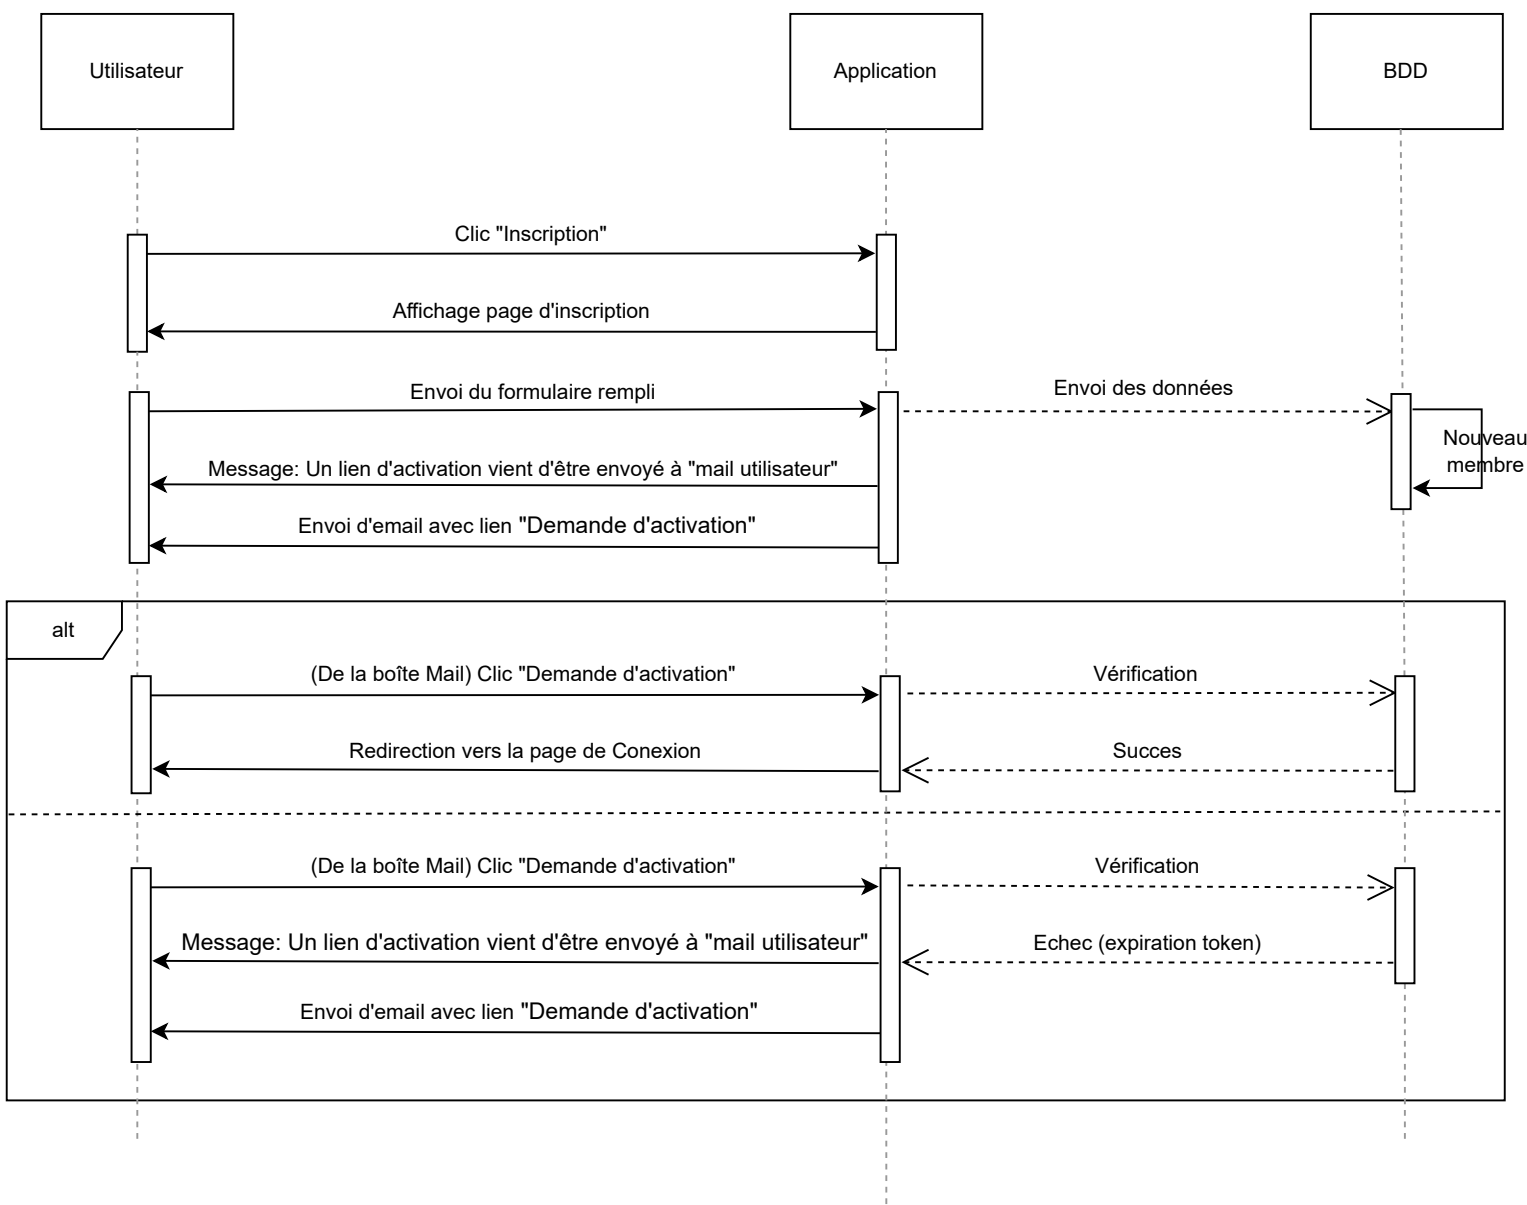 Utilisateur
Application
BDD
Clic "Inscription"
Affichage page d'inscription
Envoi du formulaire rempli
Envoi des données
Nouveau
membre
Message: Un lien d'activation vient d'être envoyé à "mail utilisateur"
Envoi d'email avec lien "Demande d'activation"
alt
(De la boîte Mail) Clic "Demande d'activation"
Vérification
Redirection vers la page de Conexion
Succes
(De la boîte Mail) Clic "Demande d'activation"
Vérification
Message: Un lien d'activation vient d'être envoyé à "mail utilisateur"
Echec (expiration token)
Envoi d'email avec lien "Demande d'activation"